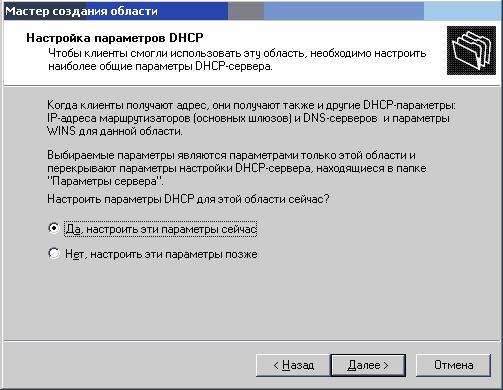 Мастер создания области
Настройка параметров DHCP
Чтобы клиенты смогли использовать эту область, необходимо настроить
наиболее общие параметры DHCP-сервера.
Когда клиенты получают адрес, они получают также и другие DHCP-параметры:
IP-адреса маршрутизаторов (основных шлюзов) и DNS-серверов и параметры
WINS для данной области.
Выбираемые параметры являются параметрами только этой области и
перекрывают параметры настройки DHCP-сервера, находящиеся в папке
"Параметры сервера".
Настроить параметры DHCP для этой области сейчас?
Да, настроить эти параметры сейчас
Нет, настроить эти параметры позже
< Назад
Далее >
Отмена